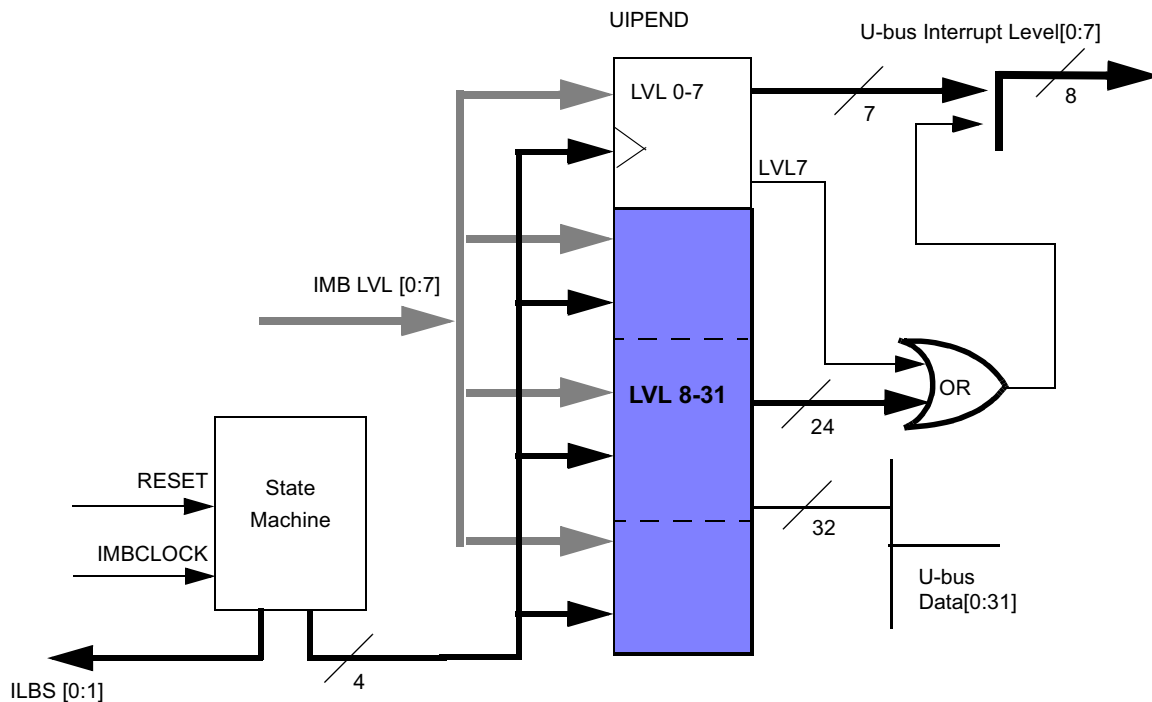 UIPEND
U-bus Interrupt Level[0:7]
LVL 0-7
7
8
LVL7
IMB LVL [0:7]
LVL 8-31
OR
24
RESET
State
Machine
32
IMBCLOCK
U-bus
Data[0:31]
4
ILBS [0:1]